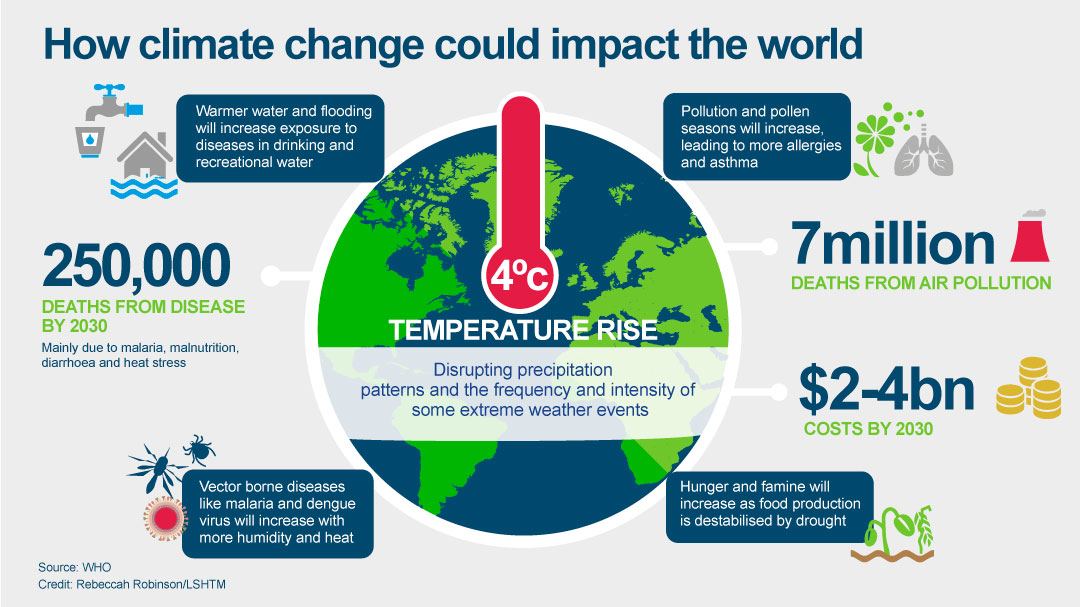 How climate change could impact the world
Warmer water and flooding
will increase exposure to
diseases in drinking and
recreational water
Pollution and pollen
seasons will increase,
leading to more allergies
and asthma
250,000
DEATHS FROM DISEASE
BY 2030
Mainly due to malaria, malnutrition,
diarrhoea and heat stress
4ºc
TEMPERATURE RISE
Disrupting precipitation
patterns and the frequency and intensity of
some extreme weather events
7million
DEATHS FROM AIR POLLUTION
$2-4bn
COSTS BY 2030
Vector borne diseases
like malaria and dengue
virus will increase with
more humidity and heat
Hunger and famine will
increase as food production
is destabilised by drought
Source: WHO
Credit: Rebeccah Robinson/LSHTM